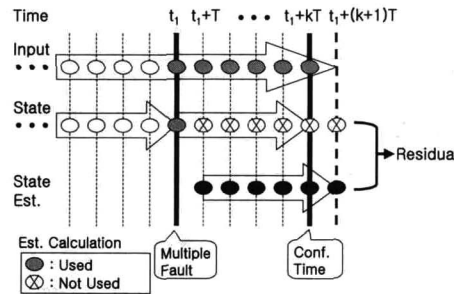 Time t₁ t₁+T • • • t₁+kT t₁+(k+1)T
Input
• • •
State
• • •
Residual
State
Est.
Est. Calculation
: Used
: Not Used
Multiple
Fault
Conf.
Time